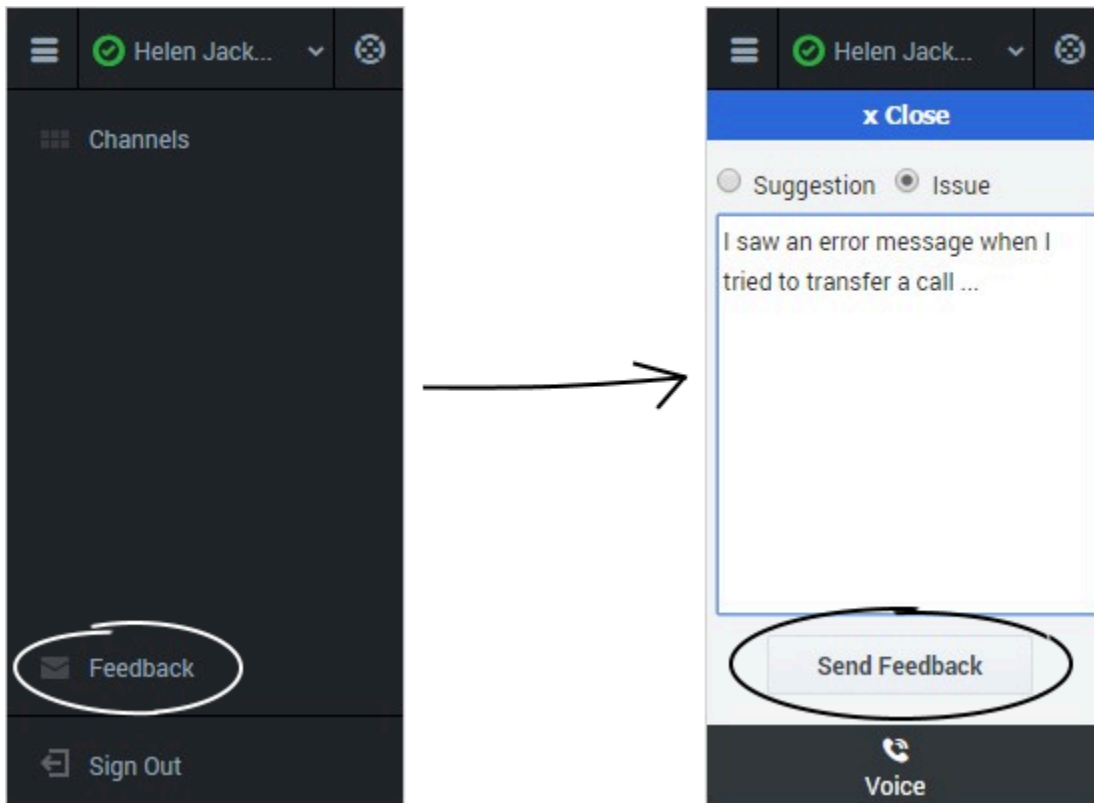 Helen Jack...
Channels
Feedback
Sign Out
Helen Jack...
x Close
Suggestion Issue
I saw an error message when I
tried to transfer a call ...
Send Feedback
Voice